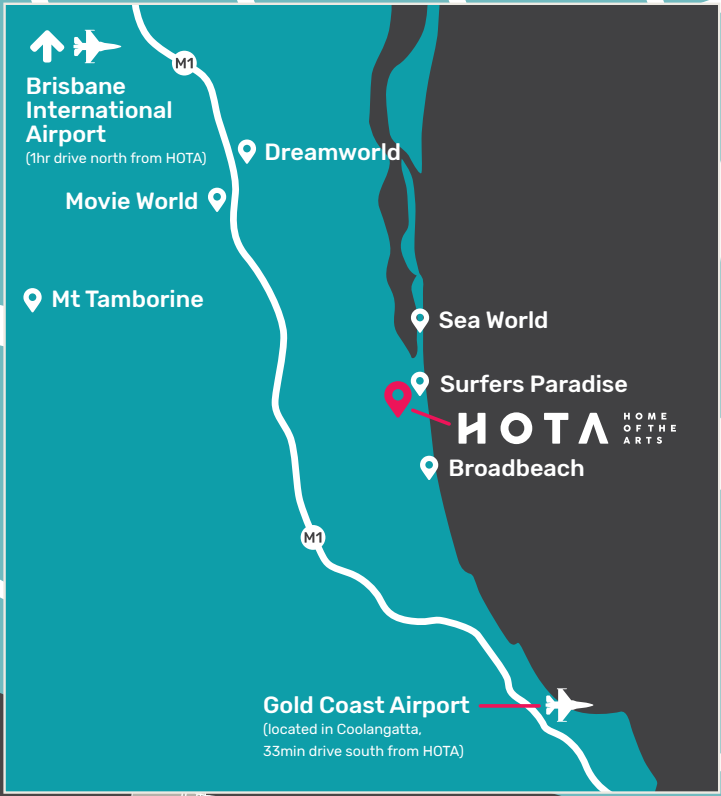 M1
Brisbane
International
Airport
(1hr drive north from HOTA)
Dreamworld
Movie World
Mt Tamborine
Sea World
Surfers Paradise
HOTA
HOME
OF THE
ARTS
Broadbeach
M1
Gold Coast Airport
(located in Coolangatta,
33min drive south from HOTA)